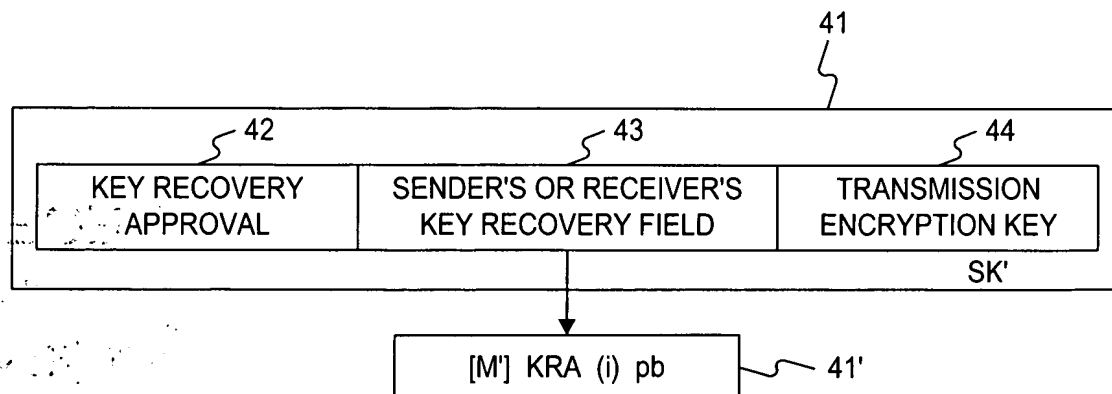 41
42
43
44
KEY RECOVERY
APPROVAL
SENDER'S OR RECEIVER'S
KEY RECOVERY FIELD
TRANSMISSION
ENCRYPTION KEY
SK'
[M'] KRA (i) pb
41'